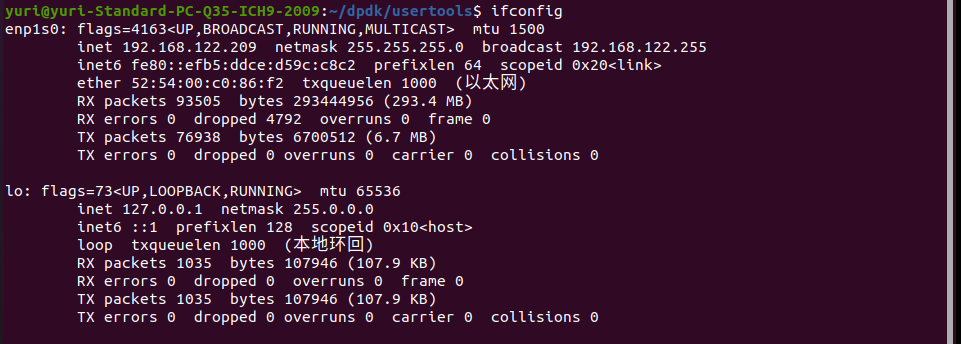 yuri@yuri-Standard-PC-Q35-ICH9-2009:~/dpdk/usertools$ ifconfig
enp1s0: flags=4163<UP,BROADCAST,RUNNING,MULTICAST>  mtu 1500
        inet 192.168.122.209  netmask 255.255.255.0  broadcast 192.168.122.255
        inet6 fe80::efb5:ddce:d59c:c8c2  prefixlen 64  scopeid 0x20<link>
        ether 52:54:00:c0:86:f2  txqueuelen 1000  (以太网)
        RX packets 93505  bytes 293444956 (293.4 MB)
        RX errors 0  dropped 4792  overruns 0  frame 0
        TX packets 76938  bytes 6700512 (6.7 MB)
        TX errors 0  dropped 0 overruns 0  carrier 0  collisions 0

lo: flags=73<UP,LOOPBACK,RUNNING>  mtu 65536
        inet 127.0.0.1  netmask 255.0.0.0
        inet6 ::1  prefixlen 128  scopeid 0x10<host>
        loop  txqueuelen 1000  (本地环回)
        RX packets 1035  bytes 107946 (107.9 KB)
        RX errors 0  dropped 0  overruns 0  frame 0
        TX packets 1035  bytes 107946 (107.9 KB)
        TX errors 0  dropped 0 overruns 0  carrier 0  collisions 0